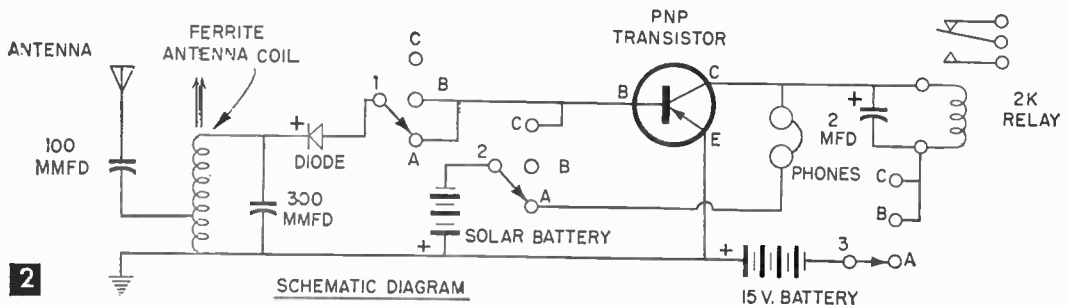 ANTENNA
FERRITE
ANTENNA COIL
100
MMFD
300
MMFD
+
DIODE
1
C
B
A
2
C
B
A
+
SOLAR BATTERY
PNP
TRANSISTOR
B
C
E
PHONES
+
2
MFD
2K
RELAY
C
B
+
3
A
15 V. BATTERY
2
SCHEMATIC DIAGRAM